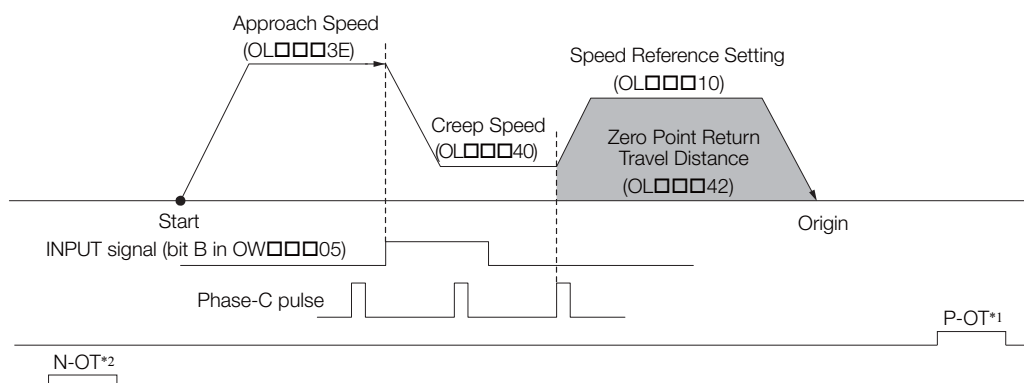 Approach Speed
(OL□□□3E)
Speed Reference Setting
(OL□□□10)
Creep Speed
(OL□□□40)
Zero Point Return
Travel Distance
(OL□□□42)
Start
Origin
INPUT signal (bit B in OW□□□05)
Phase-C pulse
P-OT*1
N-OT*2